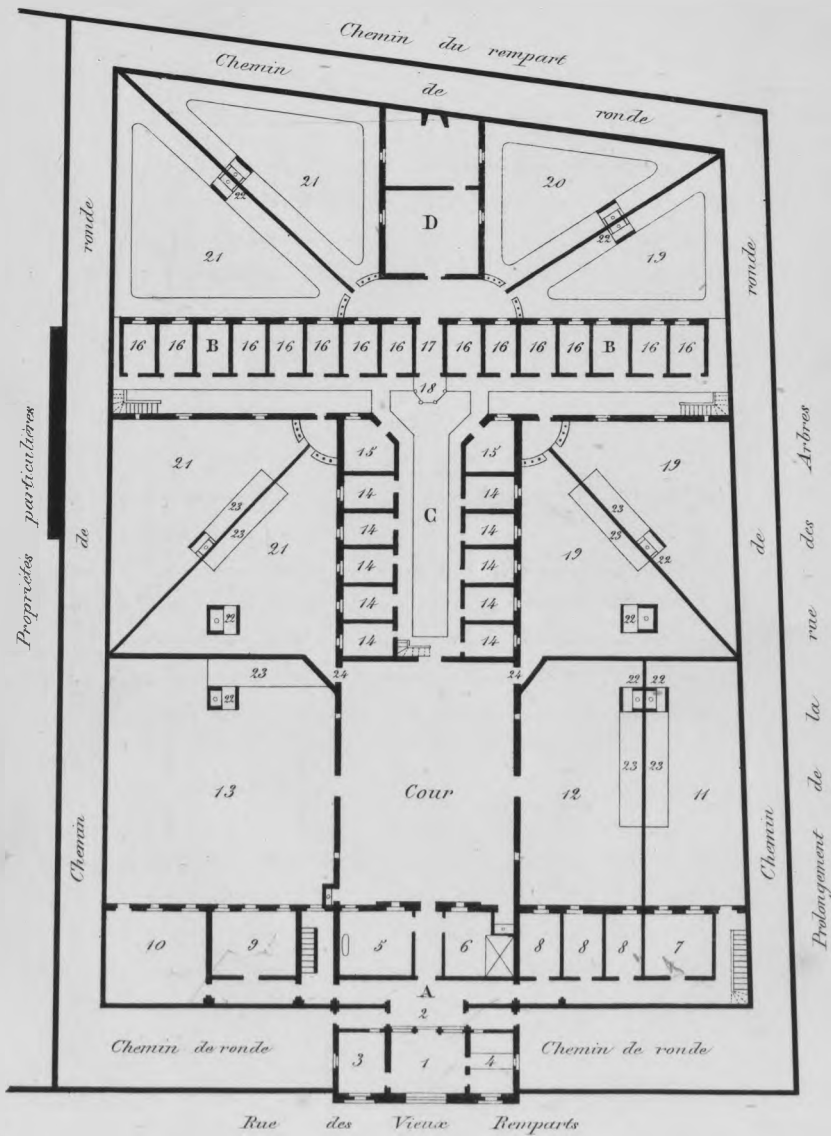 Chemin du rempart
Chemin de ronde
21 20
22 22
21 D 19
ronde ronde
16 16 B 16 16 16 16 16 17 16 16 16 16 B 16 16
18
Propriétés particulières
Prolongement de la rue des Arbres
21 15 15 19
23 14 14 23
23 C 23
de 21 14 14 19 22 de
14 14
22 14 14 22
14 14
24 24
23 22 22
22
13 Cour 12 23 23 11
Chemin Chemin
10 9 5 6 8 8 8 7
A
2
Chemin de ronde 3 1 4 Chemin de ronde
Rue des Vieux Remparts